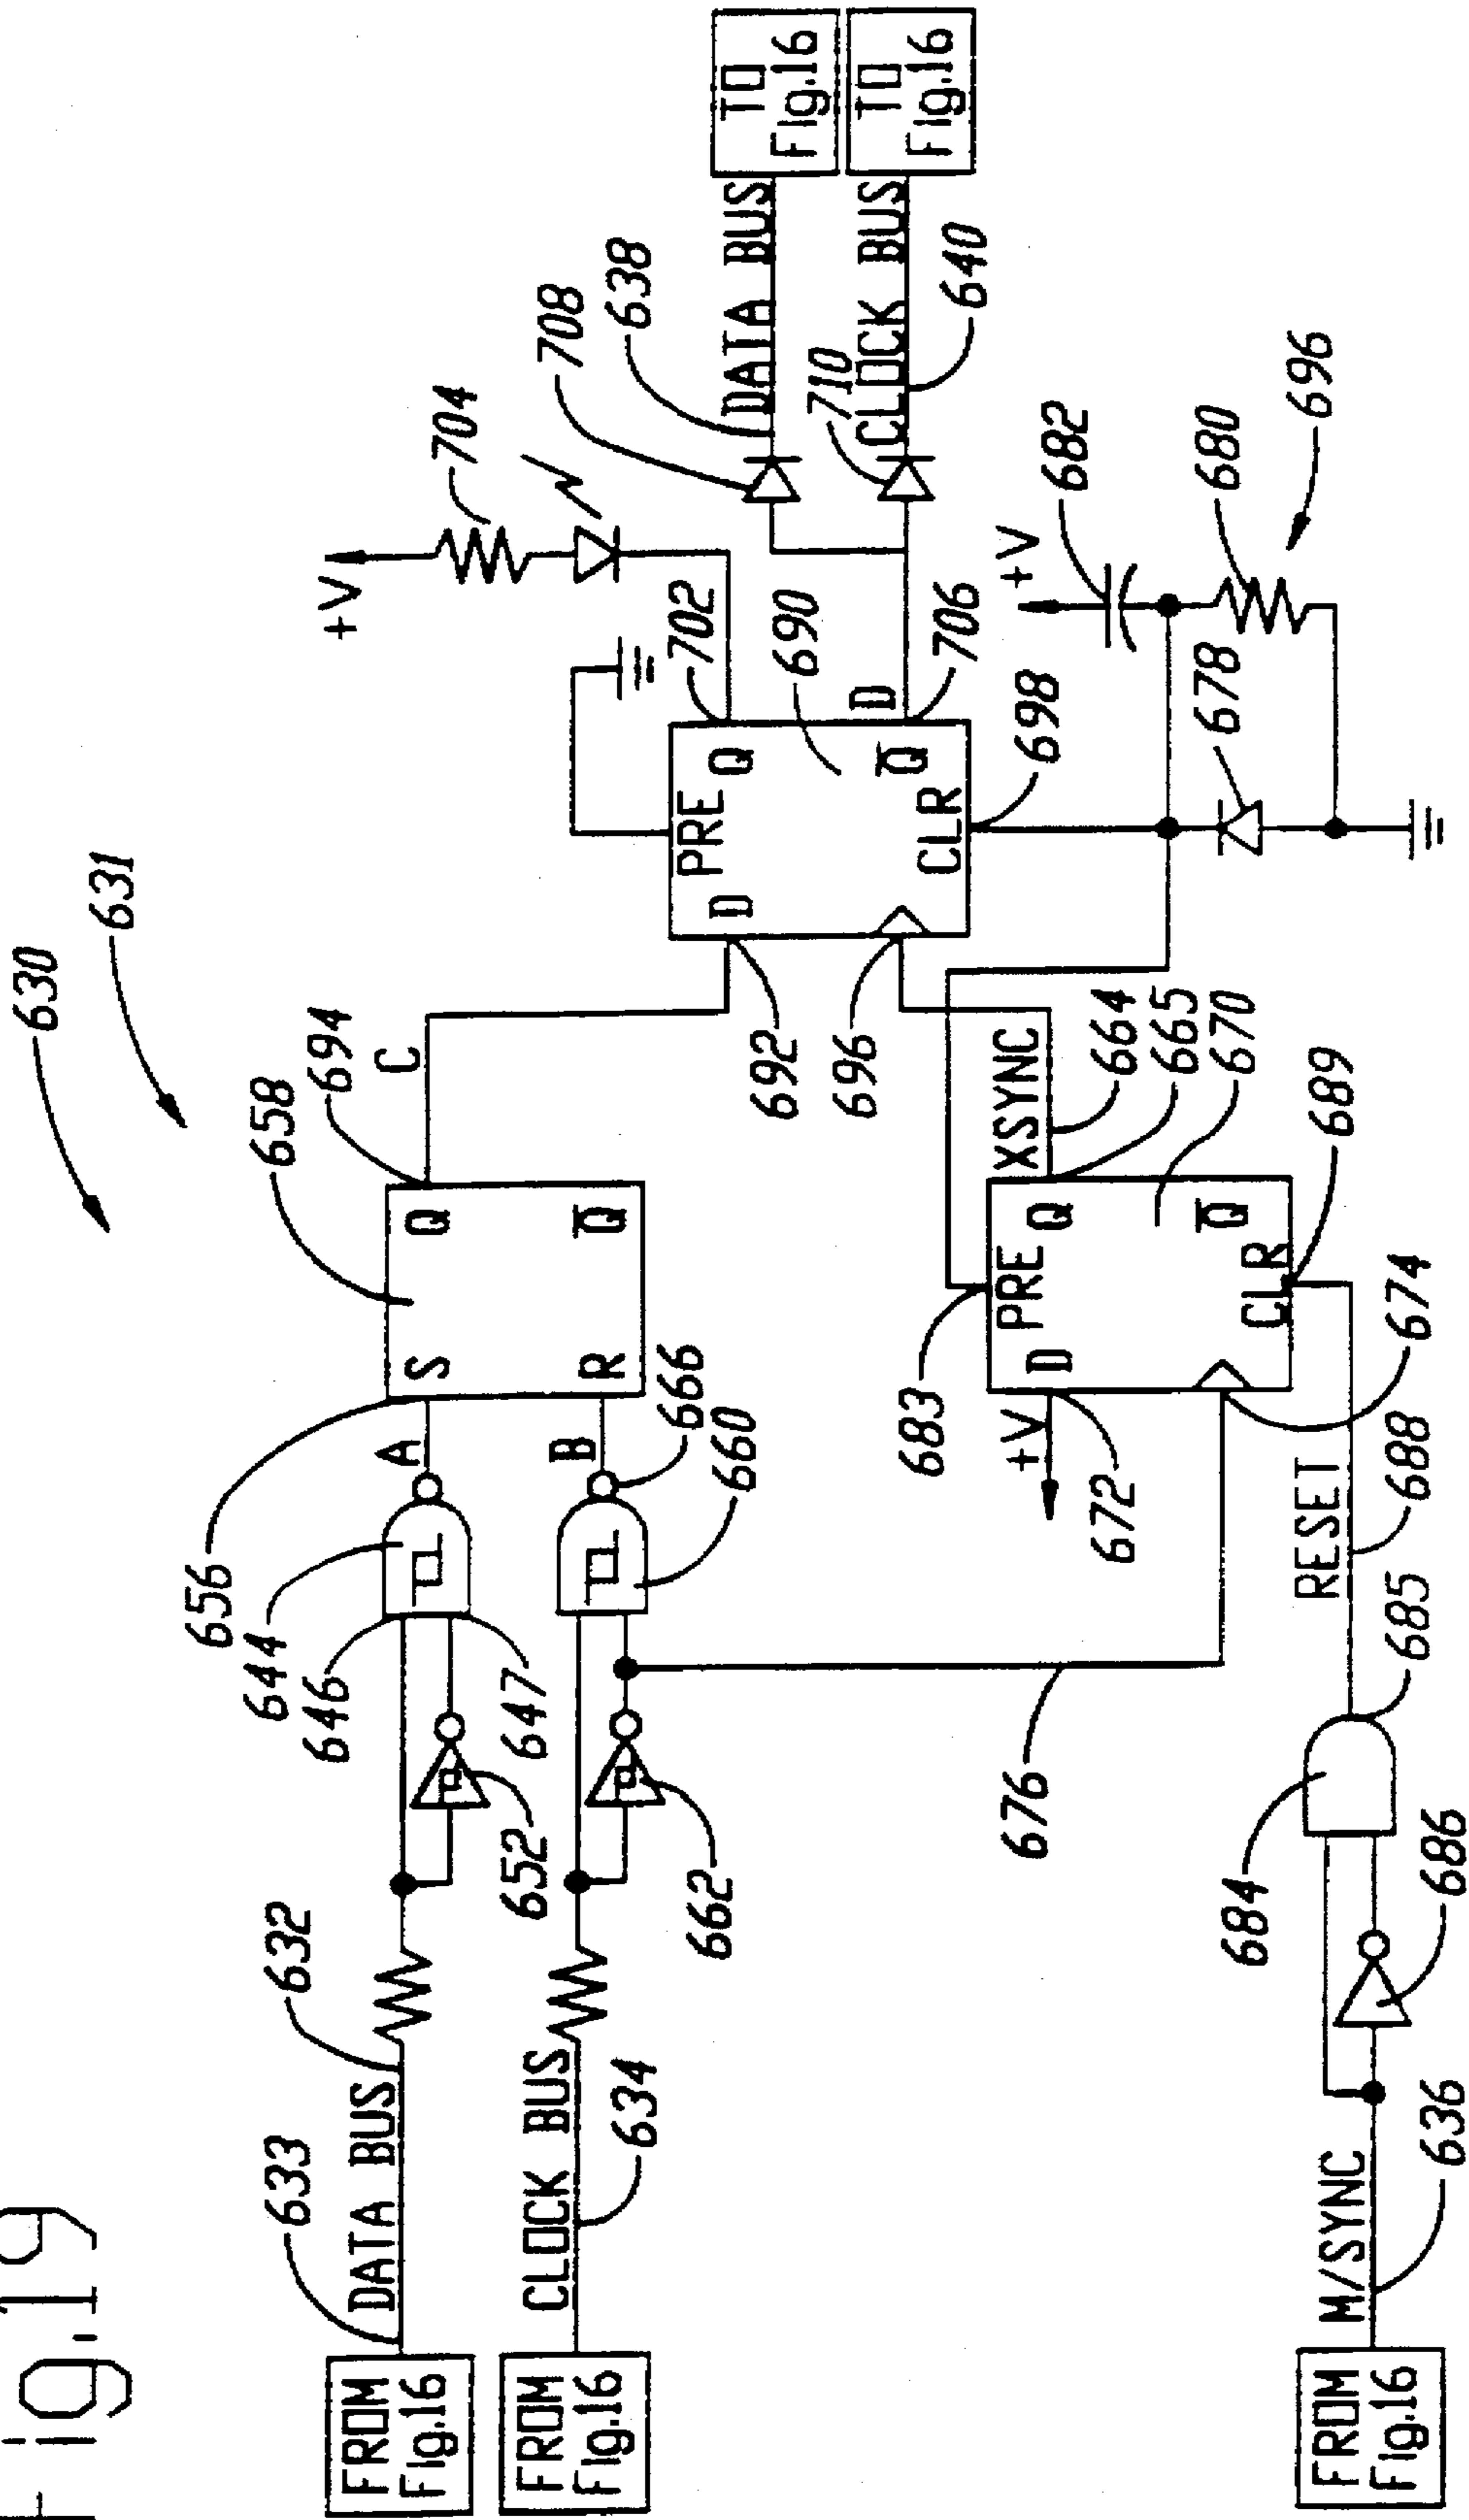 Fig.19
630
631
FROM
Fig.16
633
DATA BUS
632
646
644
647
652
656
A
S
Q
R
Q
658
694
C
FROM
Fig.16
CLOCK BUS
634
662
660
666
B
676
+V
672
683
D
PRE
Q
Q
CLR
674
689
670
665
664
XSYNC
FROM
Fig.16
M/SYNC
636
686
684
685
RESET
688
692
696
D
PRE
Q
Q
CLR
690
702
D
706
698
+V
704
708
638
DATA BUS
TO
Fig.16
710
CLOCK BUS
640
TO
Fig.16
+V
682
678
680
696